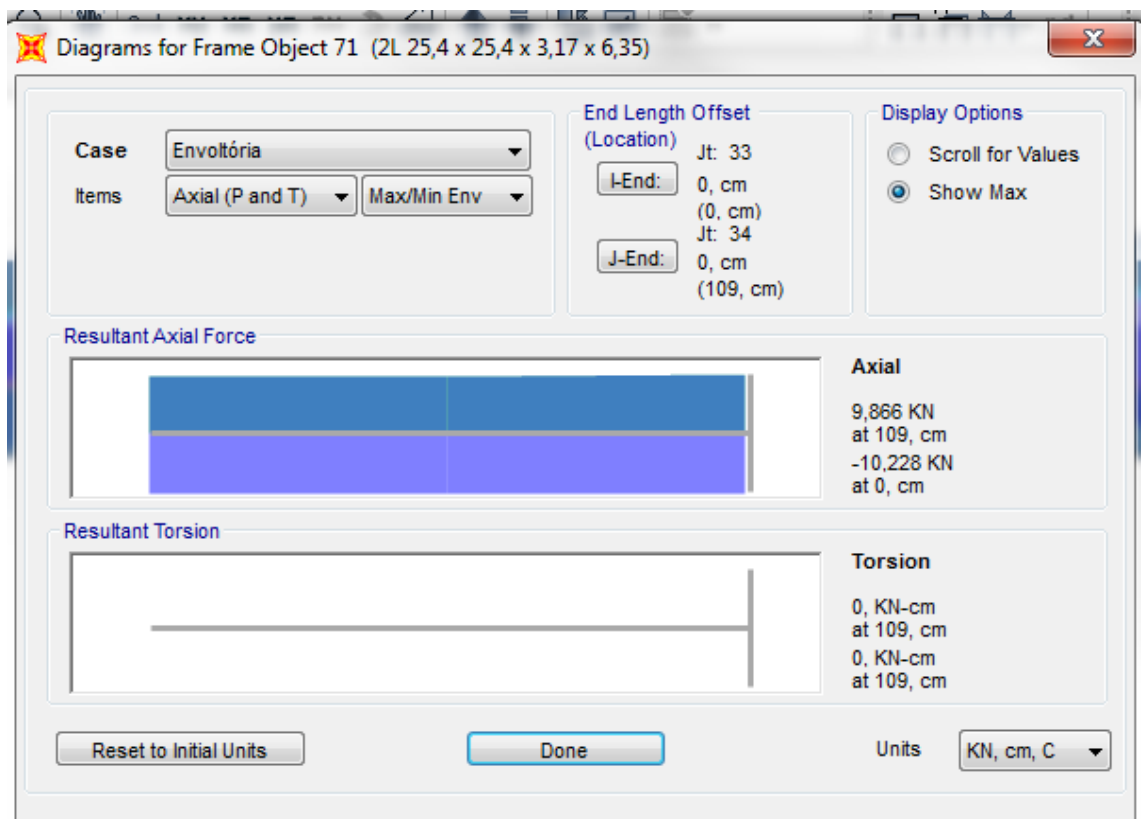 Diagrams for Frame Object 71 (2L 25,4 x 25,4 x 3,17 x 6,35)
Case Envoltória
Items Axial (P and T) Max/Min Env
End Length Offset
(Location)
I-End:
Jt: 33
0, cm
(0, cm)
J-End:
Jt: 34
0, cm
(109, cm)
Display Options
Scroll for Values
Show Max
Resultant Axial Force
Axial
9,866 KN
at 109, cm
-10,228 KN
at 0, cm
Resultant Torsion
Torsion
0, KN-cm
at 109, cm
0, KN-cm
at 109, cm
Reset to Initial Units
Done
Units KN, cm, C